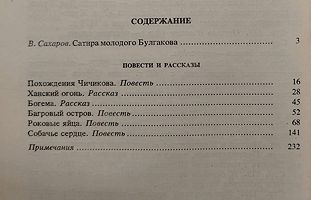 СОДЕРЖАНИЕ
В. Сахаров. Сатира молодого Булгакова 3
ПОВЕСТИ И РАССКАЗЫ
Похождения Чичикова. Повесть 16
Ханский огонь. Рассказ 28
Богема. Рассказ 45
Багровый остров. Повесть 52
Роковые яйца. Повесть 68
Собачье сердце. Повесть 141
Примечания 232